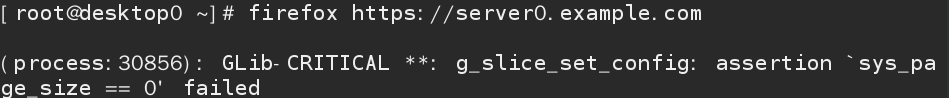 [root@desktop0 ~]# firefox https://server0.example.com
(process:30856): GLib-CRITICAL **: g_slice_set_config: assertion `sys_pa
ge_size == 0' failed